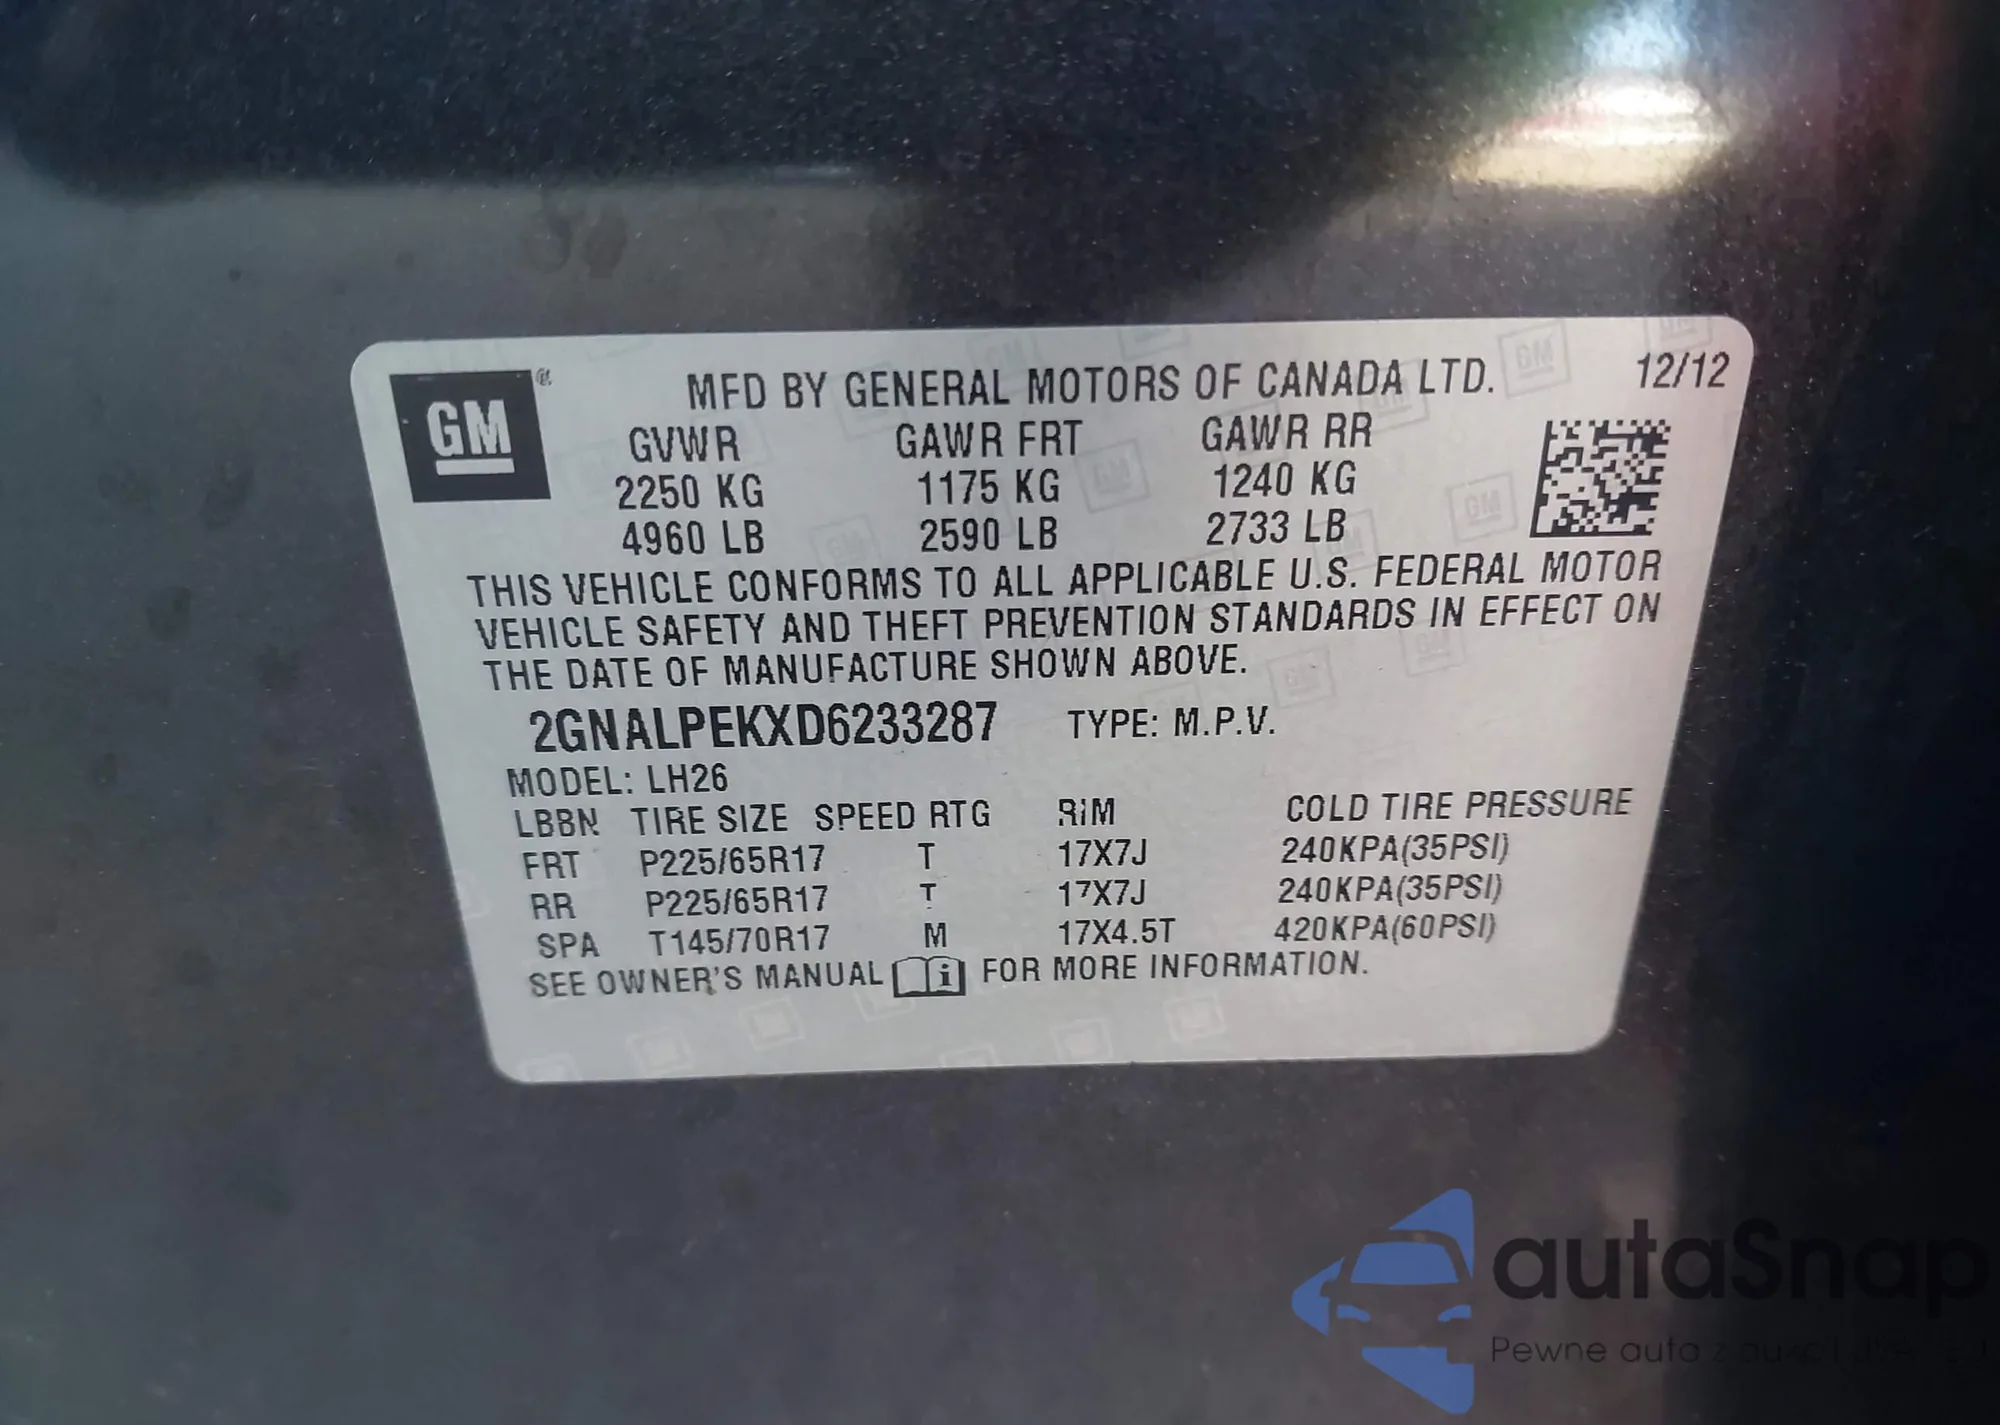 GM ®
MFD BY GENERAL MOTORS OF CANADA LTD. 12/12
GVWR GAWR FRT GAWR RR
2250 KG 1175 KG 1240 KG
4960 LB 2590 LB 2733 LB
THIS VEHICLE CONFORMS TO ALL APPLICABLE U.S. FEDERAL MOTOR
VEHICLE SAFETY AND THEFT PREVENTION STANDARDS IN EFFECT ON
THE DATE OF MANUFACTURE SHOWN ABOVE.
2GNALPEKXD6233287 TYPE: M.P.V.
MODEL: LH26
TIRE SIZE SPEED RTG RIM COLD TIRE PRESSURE
FRT P225/65R17 T 17X7J 240KPA(35PSI)
RR P225/65R17 T 17X7J 240KPA(35PSI)
SPA T145/70R17 M 17X4.5T 420KPA(60PSI)
SEE OWNER'S MANUAL i FOR MORE INFORMATION.
autaSnap
Pewne auta z